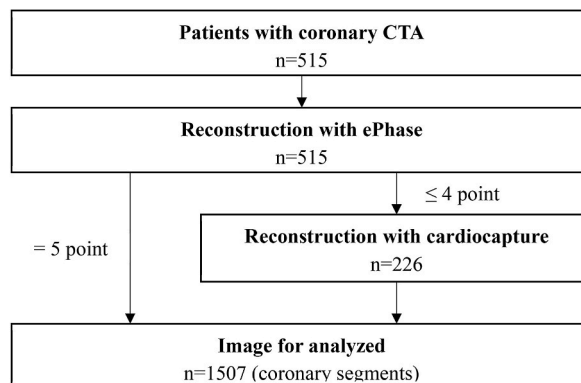 Patients with coronary CTA
n=515
Reconstruction with ePhase
n=515
≤ 4 point
= 5 point
Reconstruction with cardiocapture
n=226
Image for analyzed
n=1507 (coronary segments)